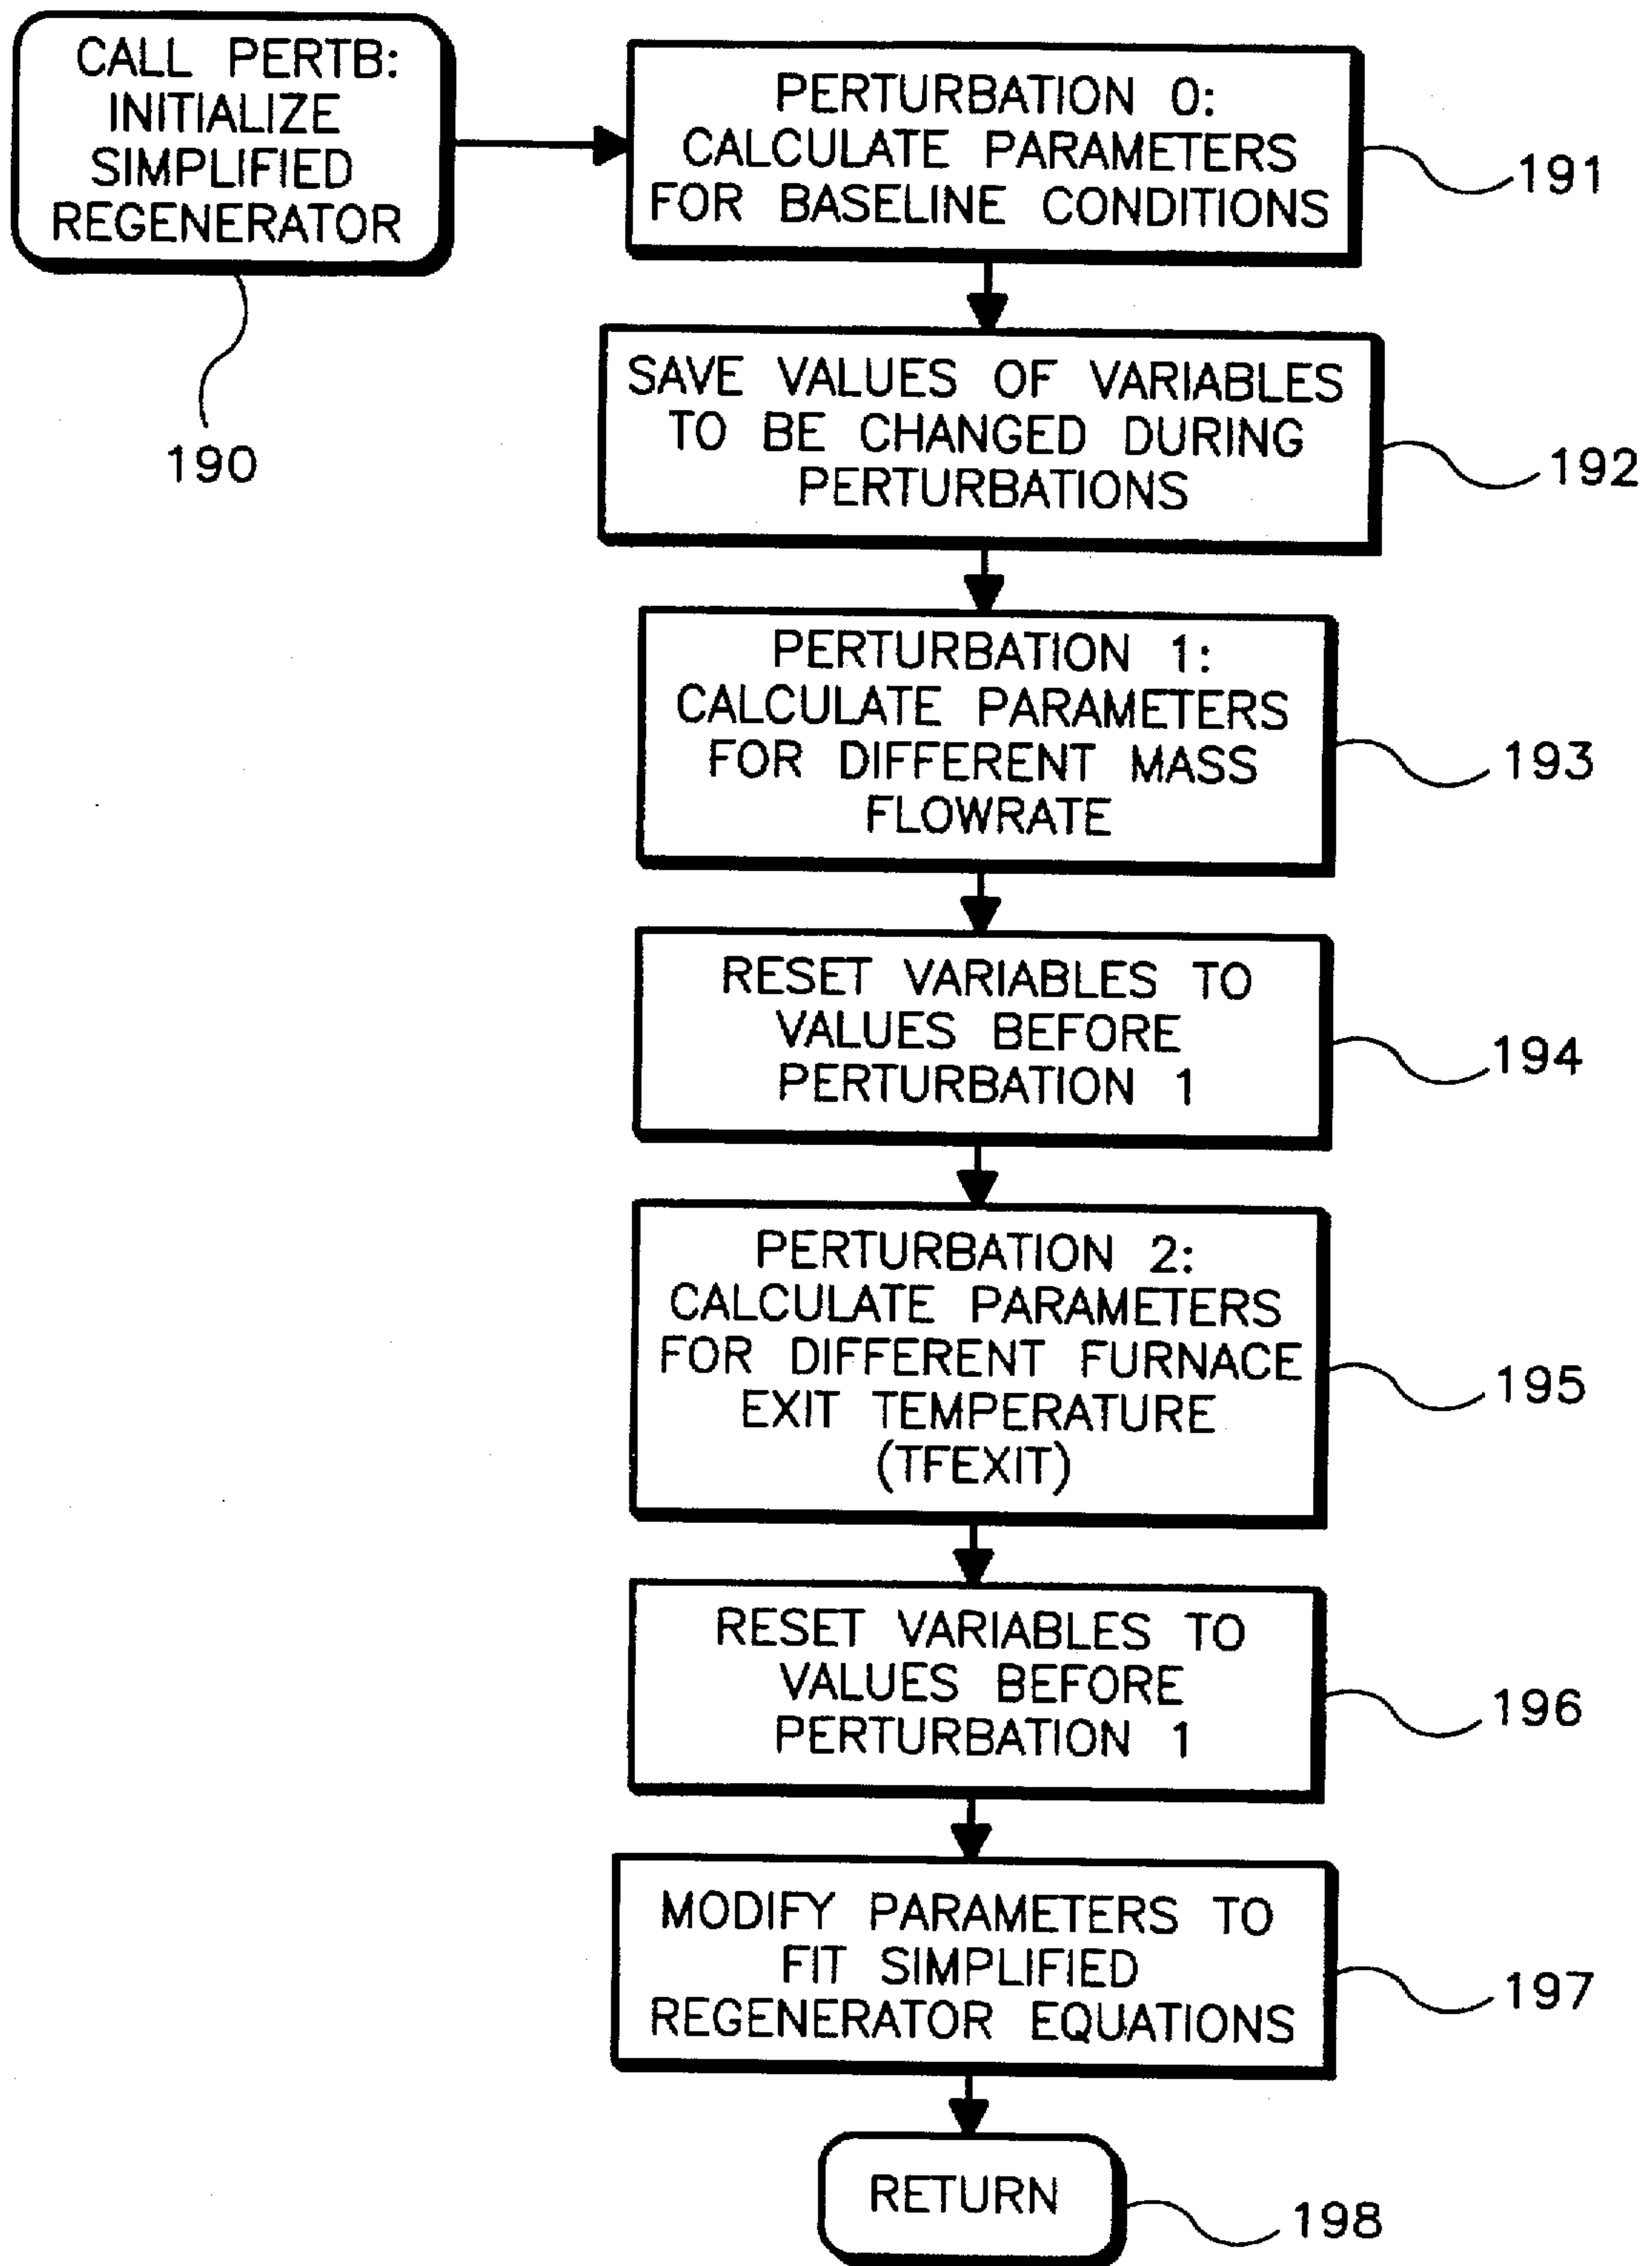 CALL PERTB:
INITIALIZE
SIMPLIFIED
REGENERATOR
190
PERTURBATION 0:
CALCULATE PARAMETERS
FOR BASELINE CONDITIONS
191
SAVE VALUES OF VARIABLES
TO BE CHANGED DURING
PERTURBATIONS
192
PERTURBATION 1:
CALCULATE PARAMETERS
FOR DIFFERENT MASS
FLOWRATE
193
RESET VARIABLES TO
VALUES BEFORE
PERTURBATION 1
194
PERTURBATION 2:
CALCULATE PARAMETERS
FOR DIFFERENT FURNACE
EXIT TEMPERATURE
(TFEXIT)
195
RESET VARIABLES TO
VALUES BEFORE
PERTURBATION 1
196
MODIFY PARAMETERS TO
FIT SIMPLIFIED
REGENERATOR EQUATIONS
197
RETURN
198